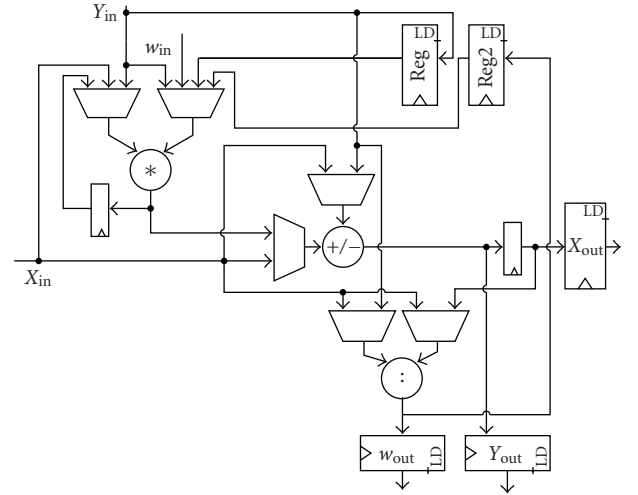 Y_in
w_in
LD
Reg
LD
Reg2
*
X_in
+/−
LD
X_out
:
w_out
LD
Y_out
LD